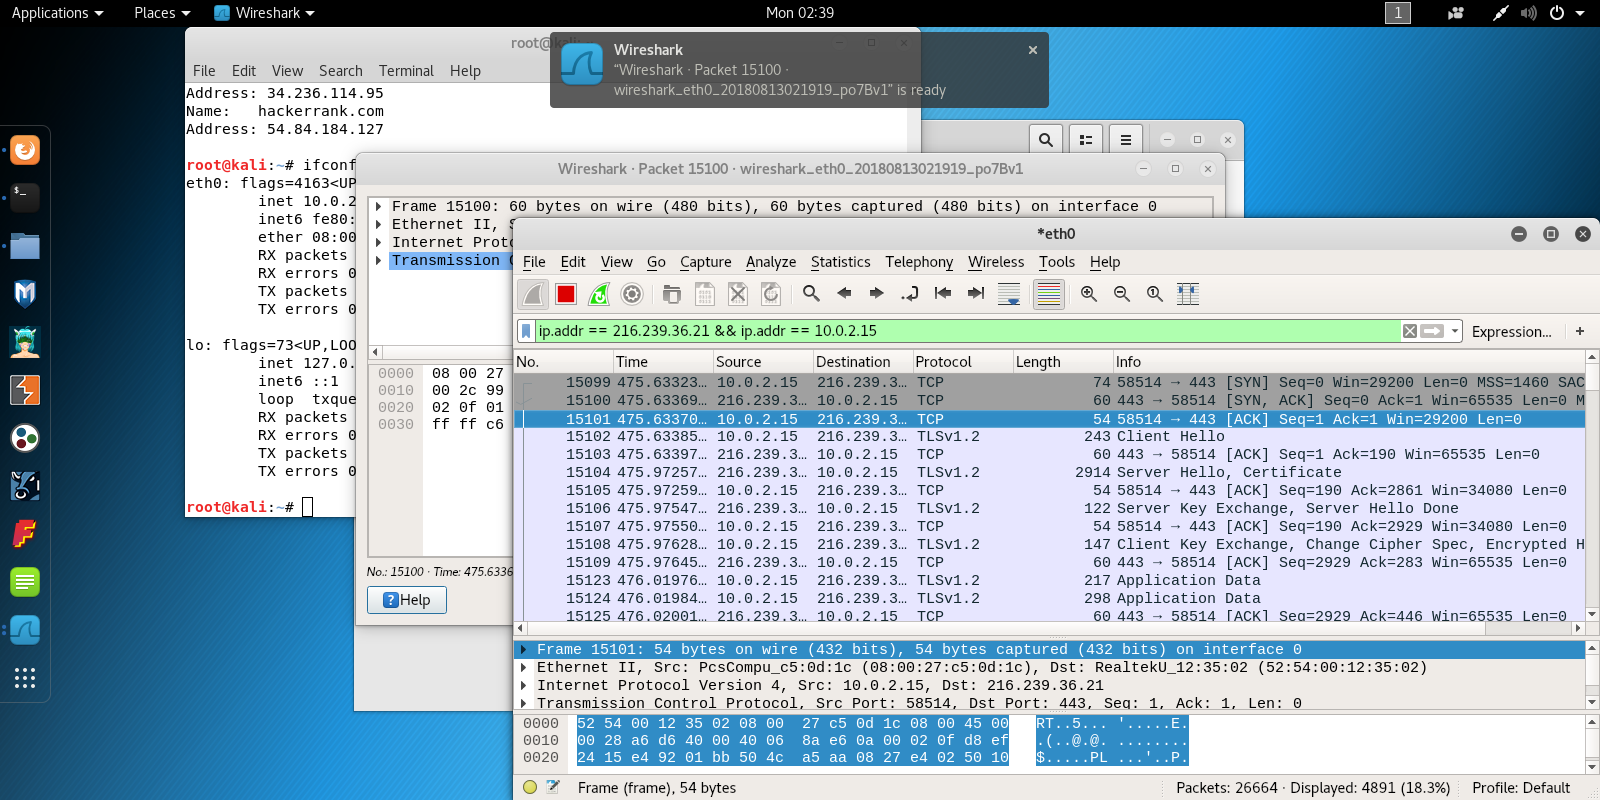 Applications Places Wireshark Mon 02:39 1
root@kali: ~
File Edit View Search Terminal Help
Address: 34.236.114.95
Name: hackerrank.com
Address: 54.84.184.127
root@kali:~# ifconf
eth0: flags=4163<UP
inet 10.0.2
inet6 fe80:
ether 08:00
RX packets
RX errors 0
TX packets
TX errors 0
lo: flags=73<UP,LOO
inet 127.0.
inet6 ::1
loop txque
RX packets
RX errors 0
TX packets
TX errors 0
root@kali:~#
Wireshark
"Wireshark · Packet 15100 ·
wireshark_eth0_20180813021919_po7Bv1" is ready
Wireshark · Packet 15100 · wireshark_eth0_20180813021919_po7Bv1
Frame 15100: 60 bytes on wire (480 bits), 60 bytes captured (480 bits) on interface 0
Ethernet II, S
Internet Proto
Transmission C
0000 08 00 27
0010 00 2c 99
0020 02 0f 01
0030 ff ff c6
No.: 15100 · Time: 475.6336
Help
*eth0
File Edit View Go Capture Analyze Statistics Telephony Wireless Tools Help
ip.addr == 216.239.36.21 && ip.addr == 10.0.2.15 Expression... +
No. Time Source Destination Protocol Length Info
15099 475.63323... 10.0.2.15 216.239.3... TCP 74 58514 → 443 [SYN] Seq=0 Win=29200 Len=0 MSS=1460 SAC
15100 475.63369... 216.239.3... 10.0.2.15 TCP 60 443 → 58514 [SYN, ACK] Seq=0 Ack=1 Win=65535 Len=0 M
15101 475.63370... 10.0.2.15 216.239.3... TCP 54 58514 → 443 [ACK] Seq=1 Ack=1 Win=29200 Len=0
15102 475.63385... 10.0.2.15 216.239.3... TLSv1.2 243 Client Hello
15103 475.63397... 216.239.3... 10.0.2.15 TCP 60 443 → 58514 [ACK] Seq=1 Ack=190 Win=65535 Len=0
15104 475.97257... 216.239.3... 10.0.2.15 TLSv1.2 2914 Server Hello, Certificate
15105 475.97259... 10.0.2.15 216.239.3... TCP 54 58514 → 443 [ACK] Seq=190 Ack=2861 Win=34080 Len=0
15106 475.97547... 216.239.3... 10.0.2.15 TLSv1.2 122 Server Key Exchange, Server Hello Done
15107 475.97550... 10.0.2.15 216.239.3... TCP 54 58514 → 443 [ACK] Seq=190 Ack=2929 Win=34080 Len=0
15108 475.97628... 10.0.2.15 216.239.3... TLSv1.2 147 Client Key Exchange, Change Cipher Spec, Encrypted H
15109 475.97645... 216.239.3... 10.0.2.15 TCP 60 443 → 58514 [ACK] Seq=2929 Ack=283 Win=65535 Len=0
15123 476.01976... 10.0.2.15 216.239.3... TLSv1.2 217 Application Data
15124 476.01984... 10.0.2.15 216.239.3... TLSv1.2 298 Application Data
15125 476.02001... 216.239.3... 10.0.2.15 TCP 60 443 → 58514 [ACK] Seq=2929 Ack=446 Win=65535 Len=0
Frame 15101: 54 bytes on wire (432 bits), 54 bytes captured (432 bits) on interface 0
Ethernet II, Src: PcsCompu_c5:0d:1c (08:00:27:c5:0d:1c), Dst: RealtekU_12:35:02 (52:54:00:12:35:02)
Internet Protocol Version 4, Src: 10.0.2.15, Dst: 216.239.36.21
Transmission Control Protocol, Src Port: 58514, Dst Port: 443, Seq: 1, Ack: 1, Len: 0
0000 52 54 00 12 35 02 08 00 27 c5 0d 1c 08 00 45 00 RT..5... '.....E.
0010 00 28 a6 d6 40 00 40 06 8a e6 0a 00 02 0f d8 ef .(..@.@. ........
0020 24 15 e4 92 01 bb 50 4c a5 aa 08 27 e4 02 50 10 $.....PL ...'..P.
Frame (frame), 54 bytes Packets: 26664 · Displayed: 4891 (18.3%) Profile: Default